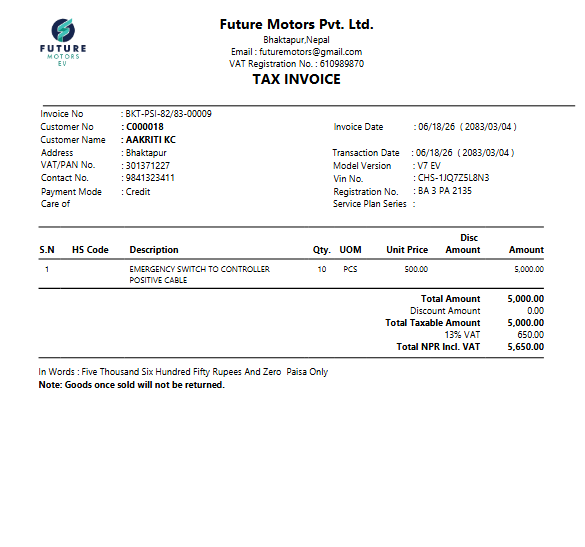 FUTURE
MOTORS
EV
Future Motors Pvt. Ltd.
Bhaktapur,Nepal
Email : futuremotors@gmail.com
VAT Registration No. : 610989870
TAX INVOICE
Invoice No : BKT-PSI-82/83-00009
Customer No : C000018 Invoice Date : 06/18/26 ( 2083/03/04 )
Customer Name : AAKRITI KC
Address : Bhaktapur Transaction Date : 06/18/26 ( 2083/03/04 )
VAT/PAN No. : 301371227 Model Version : V7 EV
Contact No. : 9841323411 Vin No. : CHS-1JQ7Z5L8N3
Payment Mode : Credit Registration No. : BA 3 PA 2135
Care of Service Plan Series :
S.N HS Code Description Qty. UOM Unit Price Disc Amount Amount
1 EMERGENCY SWITCH TO CONTROLLER 10 PCS 500.00 5,000.00
POSITIVE CABLE
Total Amount 5,000.00
Discount Amount 0.00
Total Taxable Amount 5,000.00
13% VAT 650.00
Total NPR Incl. VAT 5,650.00
In Words : Five Thousand Six Hundred Fifty Rupees And Zero Paisa Only
Note: Goods once sold will not be returned.